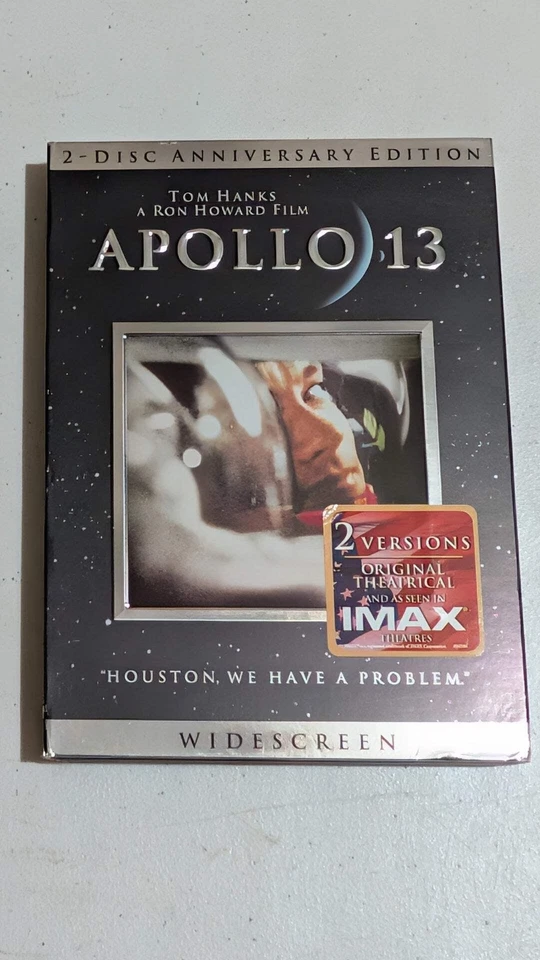 2-DISC ANNIVERSARY EDITION
TOM HANKS
A RON HOWARD FILM
APOLLO 13
2 VERSIONS
ORIGINAL
THEATRICAL
AND AS SEEN IN
IMAX®
THEATRES
"HOUSTON, WE HAVE A PROBLEM."
WIDESCREEN